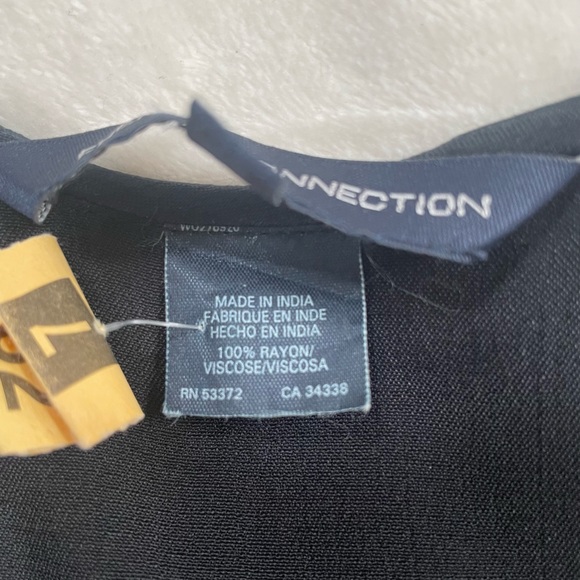 NNECTION
MADE IN INDIA
FABRIQUE EN INDE
HECHO EN INDIA
100% RAYON/
VISCOSE/VISCOSA
RN 53372 CA 34338